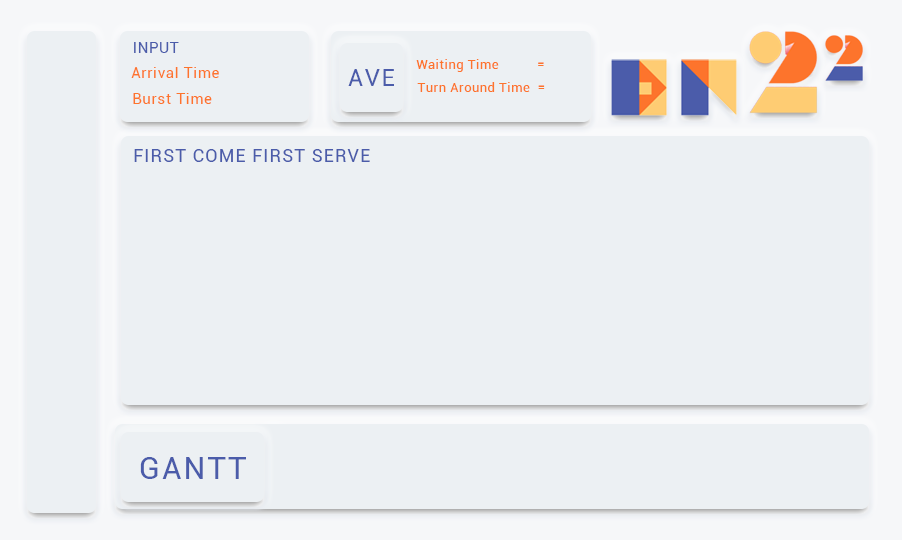 INPUT
Arrival Time
Burst Time
AVE
Waiting Time =
Turn Around Time =
FIRST COME FIRST SERVE
GANTT